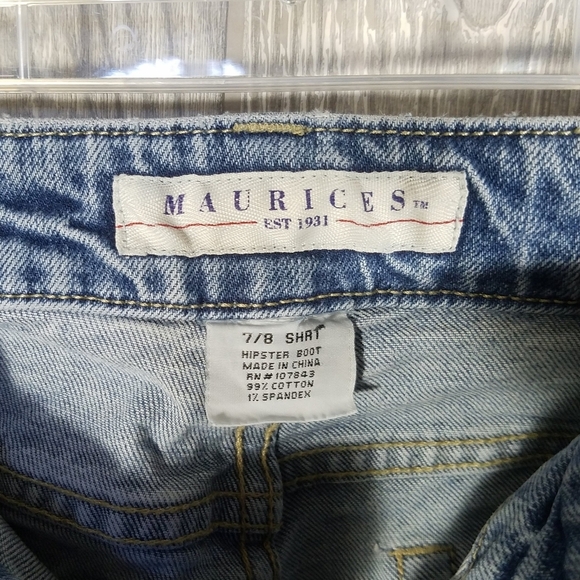 MAURICES™
EST 1931
7/8 SHRT
HIPSTER BOOT
MADE IN CHINA
RN#107843
99% COTTON
1% SPANDEX